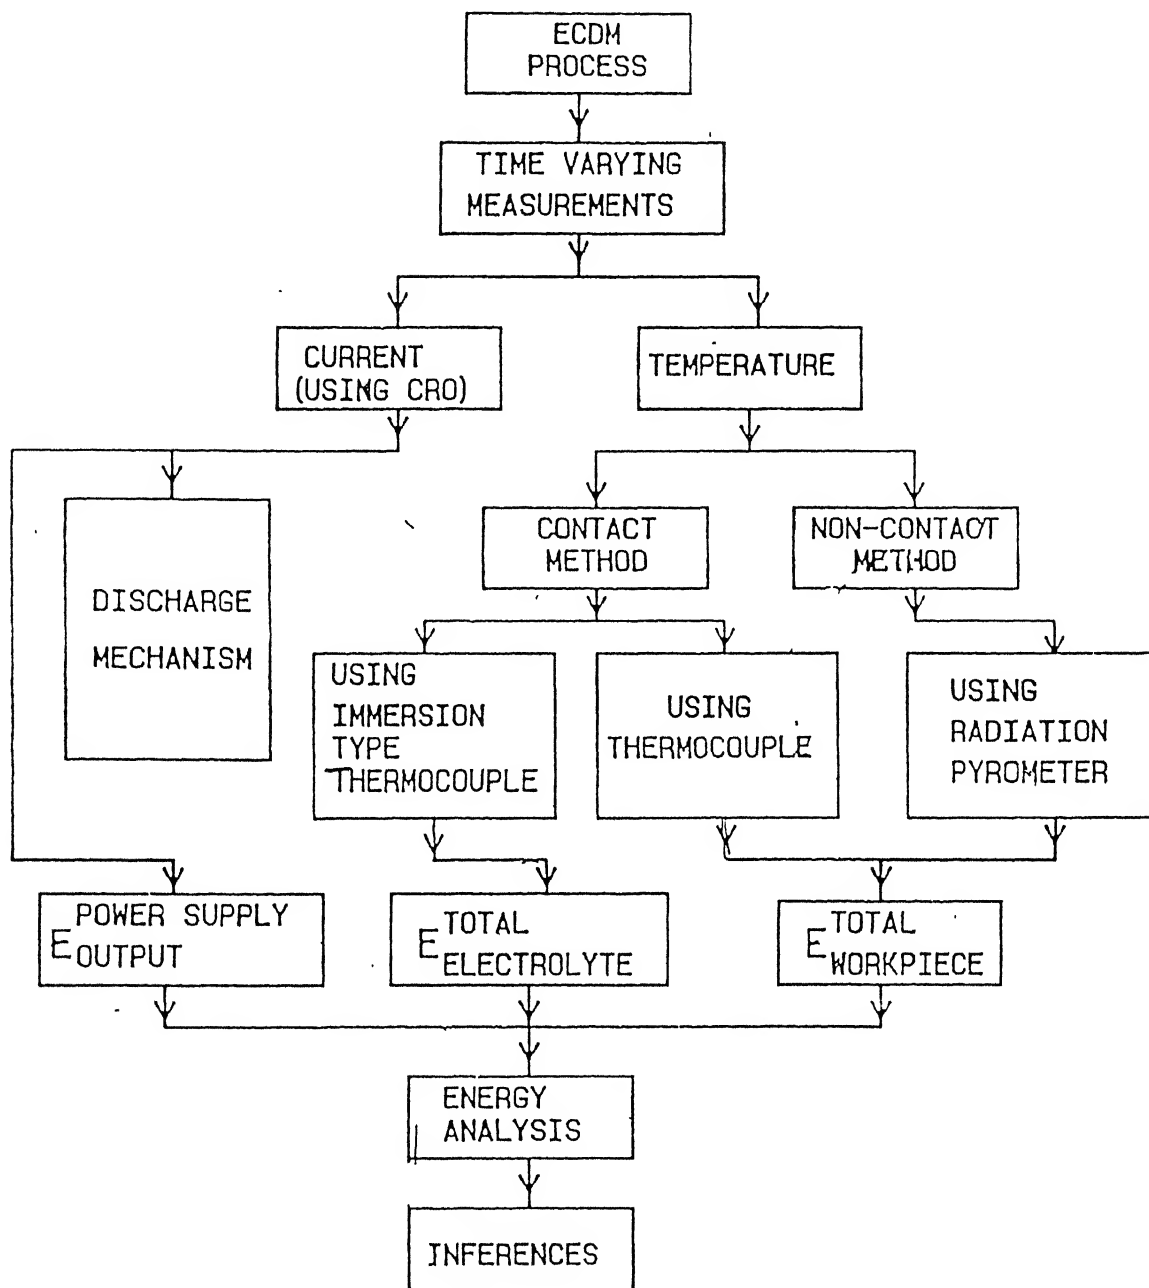 ECDM
PROCESS
TIME VARYING
MEASUREMENTS
CURRENT
(USING CRO)
TEMPERATURE
CONTACT
METHOD
NON-CONTACT
METHOD
DISCHARGE
MECHANISM
USING
IMMERSION
TYPE
THERMOCOUPLE
USING
THERMOCOUPLE
USING
RADIATION
PYROMETER
E POWER SUPPLY
OUTPUT
E TOTAL
ELECTROLYTE
E TOTAL
WORKPIECE
ENERGY
ANALYSIS
INFERENCES